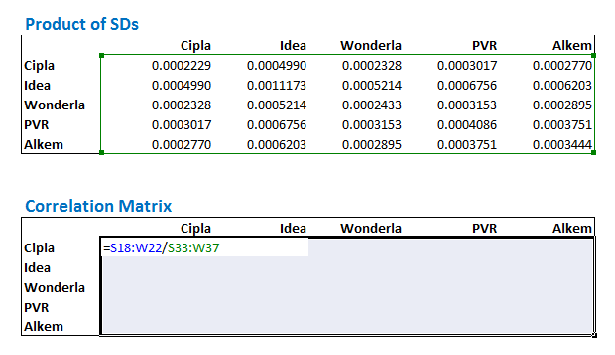 Product of SDs
Cipla Idea Wonderla PVR Alkem
Cipla 0.0002229 0.0004990 0.0002328 0.0003017 0.0002770
Idea 0.0004990 0.0011173 0.0005214 0.0006756 0.0006203
Wonderla 0.0002328 0.0005214 0.0002433 0.0003153 0.0002895
PVR 0.0003017 0.0006756 0.0003153 0.0004086 0.0003751
Alkem 0.0002770 0.0006203 0.0002895 0.0003751 0.0003444
Correlation Matrix
Cipla Idea Wonderla PVR Alkem
Cipla =S18:W22/S33:W37
Idea
Wonderla
PVR
Alkem